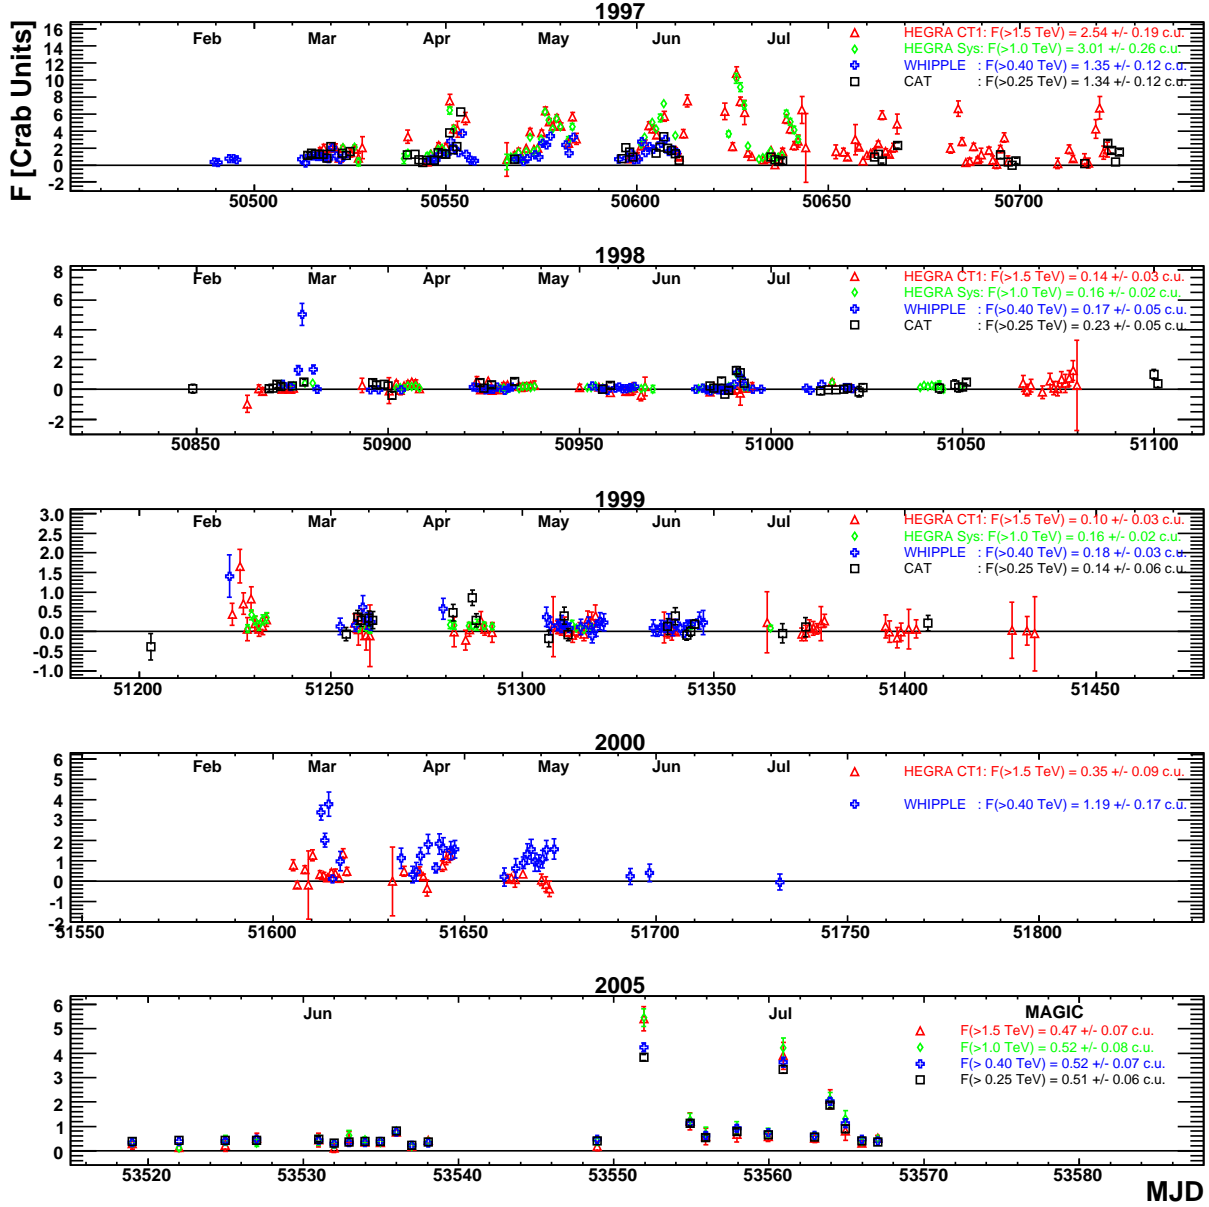 1997
F [Crab Units]
Feb Mar Apr May Jun Jul
HEGRA CT1: F(>1.5 TeV) = 2.54 +/- 0.19 c.u.
HEGRA Sys: F(>1.0 TeV) = 3.01 +/- 0.26 c.u.
WHIPPLE : F(>0.40 TeV) = 1.35 +/- 0.12 c.u.
CAT : F(>0.25 TeV) = 1.34 +/- 0.12 c.u.
16
14
12
10
8
6
4
2
0
-2
50500 50550 50600 50650 50700
1998
Feb Mar Apr May Jun Jul
HEGRA CT1: F(>1.5 TeV) = 0.14 +/- 0.03 c.u.
HEGRA Sys: F(>1.0 TeV) = 0.16 +/- 0.02 c.u.
WHIPPLE : F(>0.40 TeV) = 0.17 +/- 0.05 c.u.
CAT : F(>0.25 TeV) = 0.23 +/- 0.05 c.u.
8
6
4
2
0
-2
50850 50900 50950 51000 51050 51100
1999
Feb Mar Apr May Jun Jul
HEGRA CT1: F(>1.5 TeV) = 0.10 +/- 0.03 c.u.
HEGRA Sys: F(>1.0 TeV) = 0.16 +/- 0.02 c.u.
WHIPPLE : F(>0.40 TeV) = 0.18 +/- 0.03 c.u.
CAT : F(>0.25 TeV) = 0.14 +/- 0.06 c.u.
3.0
2.5
2.0
1.5
1.0
0.5
0.0
-0.5
-1.0
51200 51250 51300 51350 51400 51450
2000
Feb Mar Apr May Jun Jul
HEGRA CT1: F(>1.5 TeV) = 0.35 +/- 0.09 c.u.
WHIPPLE : F(>0.40 TeV) = 1.19 +/- 0.17 c.u.
6
5
4
3
2
1
0
-1
-2
51550 51600 51650 51700 51750 51800
2005
Jun Jul MAGIC
F(>1.5 TeV) = 0.47 +/- 0.07 c.u.
F(>1.0 TeV) = 0.52 +/- 0.08 c.u.
F(> 0.40 TeV) = 0.52 +/- 0.07 c.u.
F(> 0.25 TeV) = 0.51 +/- 0.06 c.u.
6
5
4
3
2
1
0
53520 53530 53540 53550 53560 53570 53580
MJD